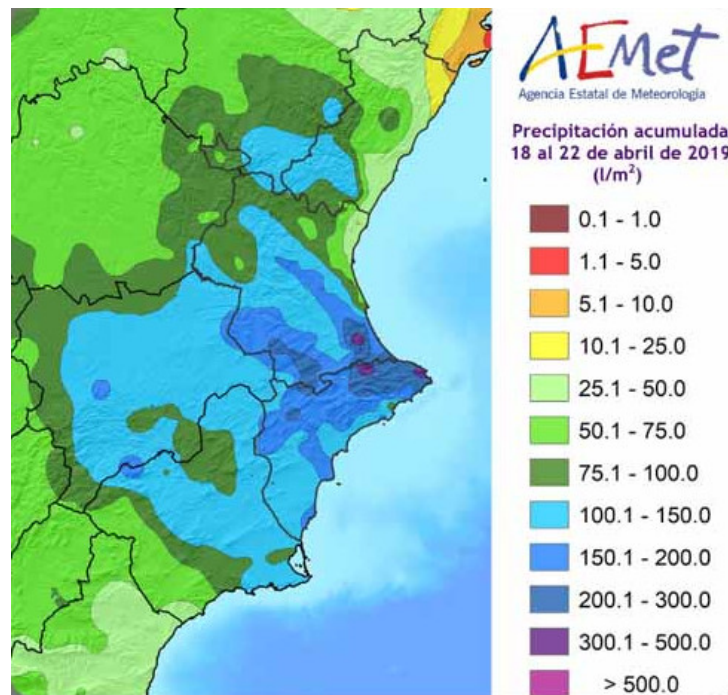 AEMet
Agencia Estatal de Meteorología
Precipitación acumulada
18 al 22 de abril de 2019
(l/m²)
0.1 - 1.0
1.1 - 5.0
5.1 - 10.0
10.1 - 25.0
25.1 - 50.0
50.1 - 75.0
75.1 - 100.0
100.1 - 150.0
150.1 - 200.0
200.1 - 300.0
300.1 - 500.0
> 500.0